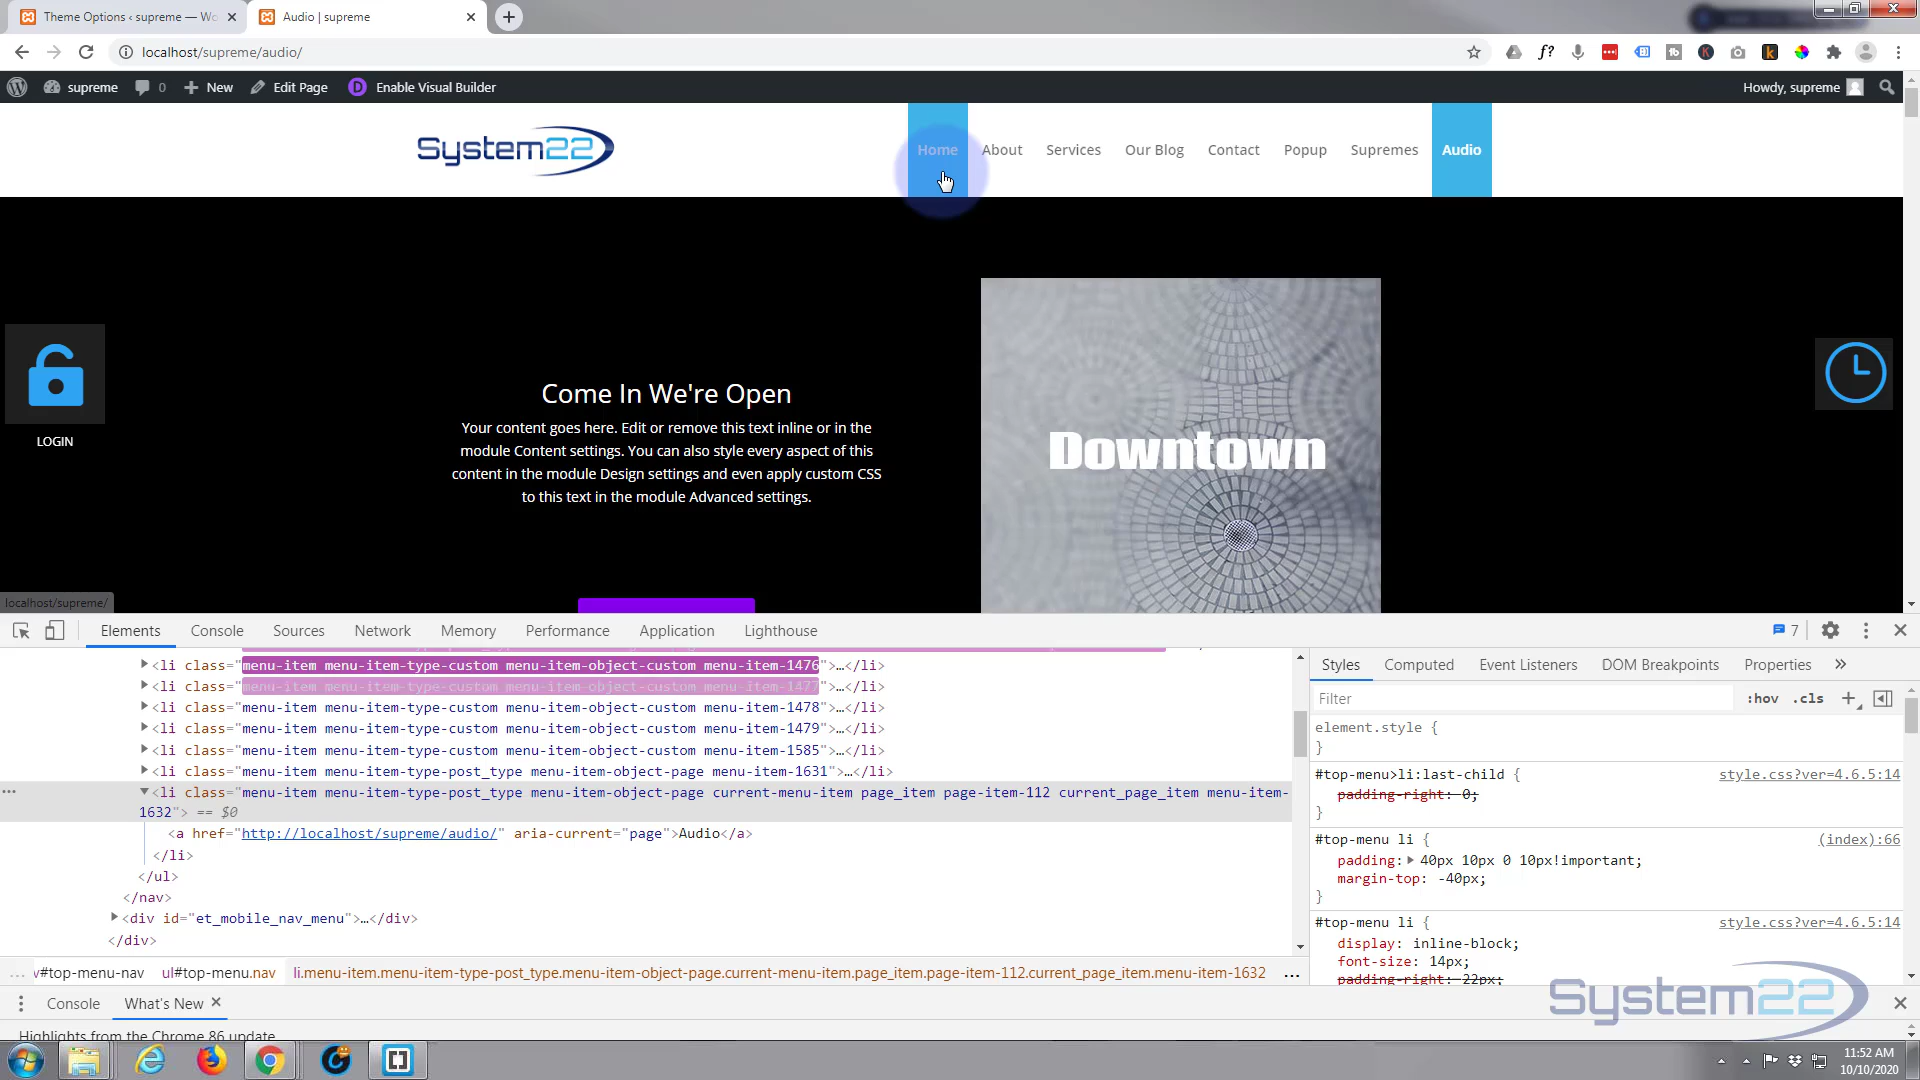 Theme Options ‹ supreme — Wo
Audio | supreme
localhost/supreme/audio/
supreme
0
New
Edit Page
D
Enable Visual Builder
Howdy, supreme
System22
Home
About
Services
Our Blog
Contact
Popup
Supremes
Audio
Come In We're Open
Your content goes here. Edit or remove this text inline or in the
module Content settings. You can also style every aspect of this
content in the module Design settings and even apply custom CSS
to this text in the module Advanced settings.
Downtown
LOGIN
localhost/supreme/
Elements
Console
Sources
Network
Memory
Performance
Application
Lighthouse
7
<li class="menu-item menu-item-type-custom menu-item-object-custom menu-item-1476">…</li>
<li class="menu-item menu-item-type-custom menu-item-object-custom menu-item-1477">…</li>
<li class="menu-item menu-item-type-custom menu-item-object-custom menu-item-1478">…</li>
<li class="menu-item menu-item-type-custom menu-item-object-custom menu-item-1479">…</li>
<li class="menu-item menu-item-type-custom menu-item-object-custom menu-item-1585">…</li>
<li class="menu-item menu-item-type-post_type menu-item-object-page menu-item-1631">…</li>
<li class="menu-item menu-item-type-post_type menu-item-object-page current-menu-item page_item page-item-112 current_page_item menu-item-
1632"> == $0
<a href="http://localhost/supreme/audio/" aria-current="page">Audio</a>
</li>
</ul>
</nav>
<div id="et_mobile_nav_menu">…</div>
</div>
… v#top-menu-nav ul#top-menu.nav li.menu-item.menu-item-type-post_type.menu-item-object-page.current-menu-item.page_item.page-item-112.current_page_item.menu-item-1632 …
Styles
Computed
Event Listeners
DOM Breakpoints
Properties
»
Filter
:hov .cls +
element.style {
}
#top-menu>li:last-child { style.css?ver=4.6.5:14
padding-right: 0;
}
#top-menu li { (index):66
padding: 40px 10px 0 10px!important;
margin-top: -40px;
}
#top-menu li { style.css?ver=4.6.5:14
display: inline-block;
font-size: 14px;
padding-right: 22px;
Console
What's New
Highlights from the Chrome 86 update
System22
11:52 AM
10/10/2020